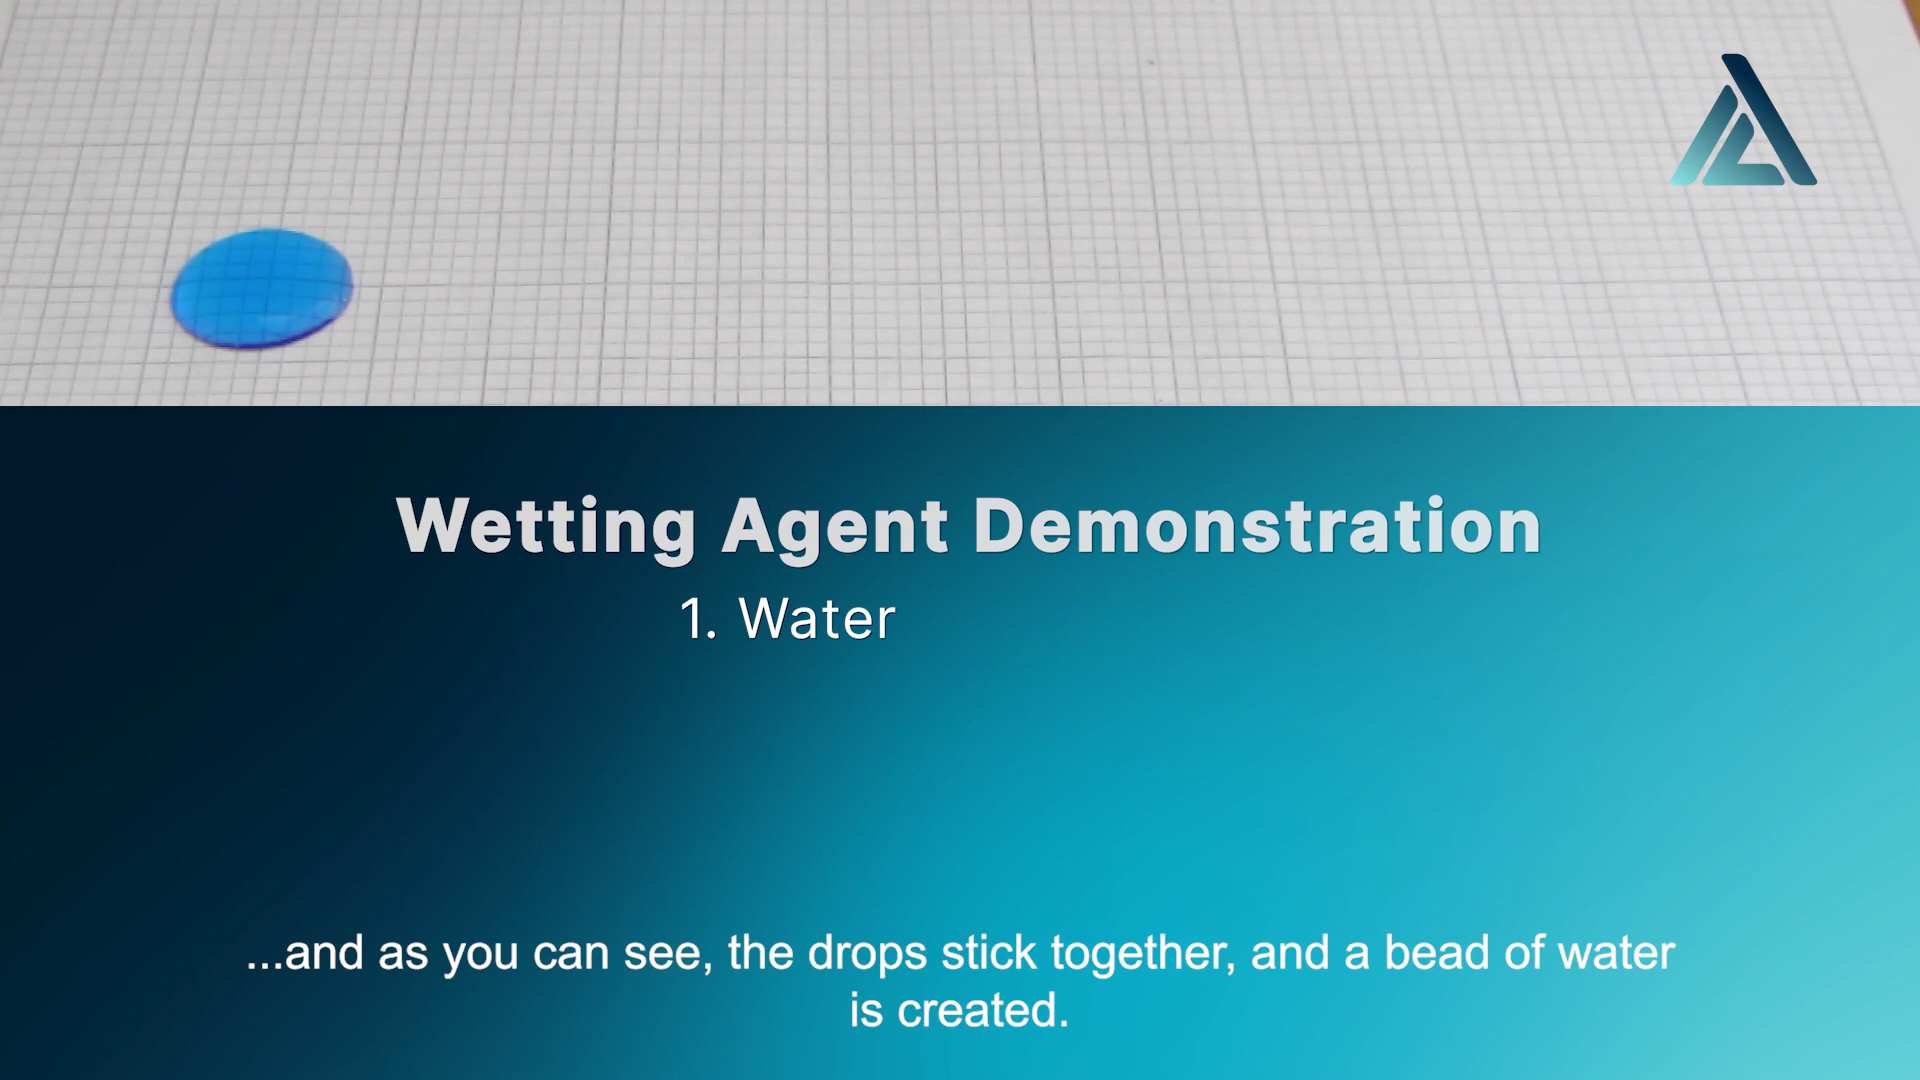 Wetting Agent Demonstration
1. Water
...and as you can see, the drops stick together, and a bead of water
is created.